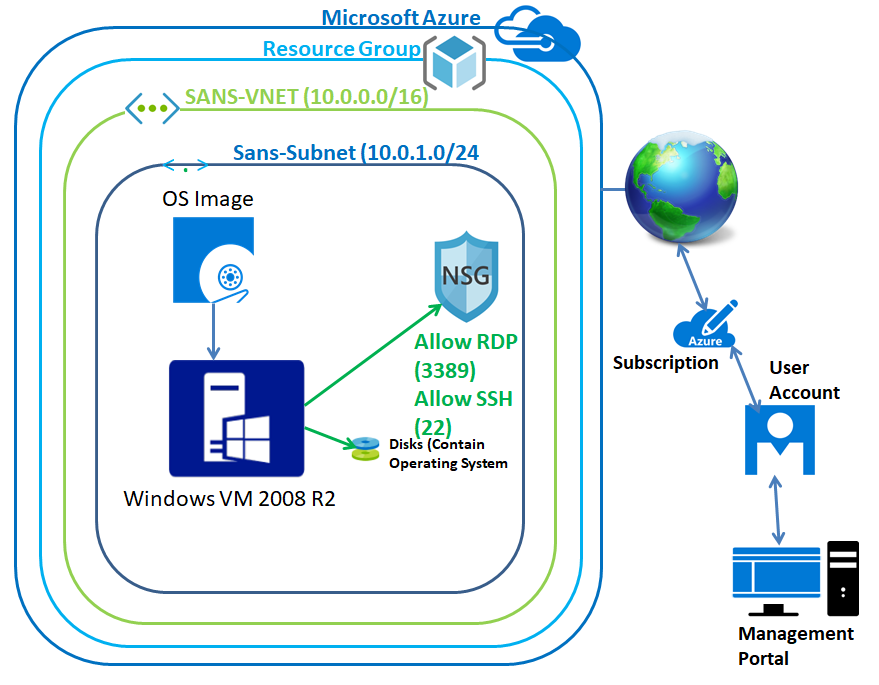 Microsoft Azure
Resource Group
SANS-VNET (10.0.0.0/16)
Sans-Subnet (10.0.1.0/24
OS Image
NSG
Allow RDP
(3389)
Allow SSH
(22)
Disks (Contain
Operating System
Windows VM 2008 R2
Azure
Subscription
User
Account
Management
Portal